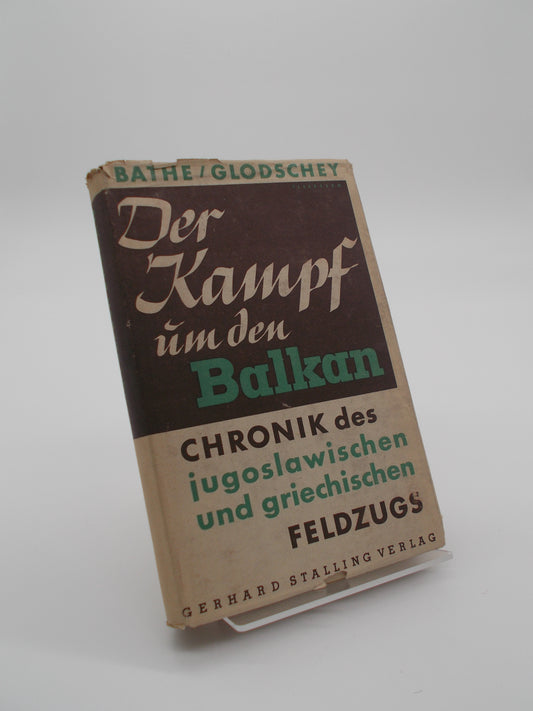 BATHE / GLODSCHEY
Der
Kampf
um den
Balkan
CHRONIK des
jugoslawischen
und griechischen
FELDZUGS
GERHARD STALLING VERLAG